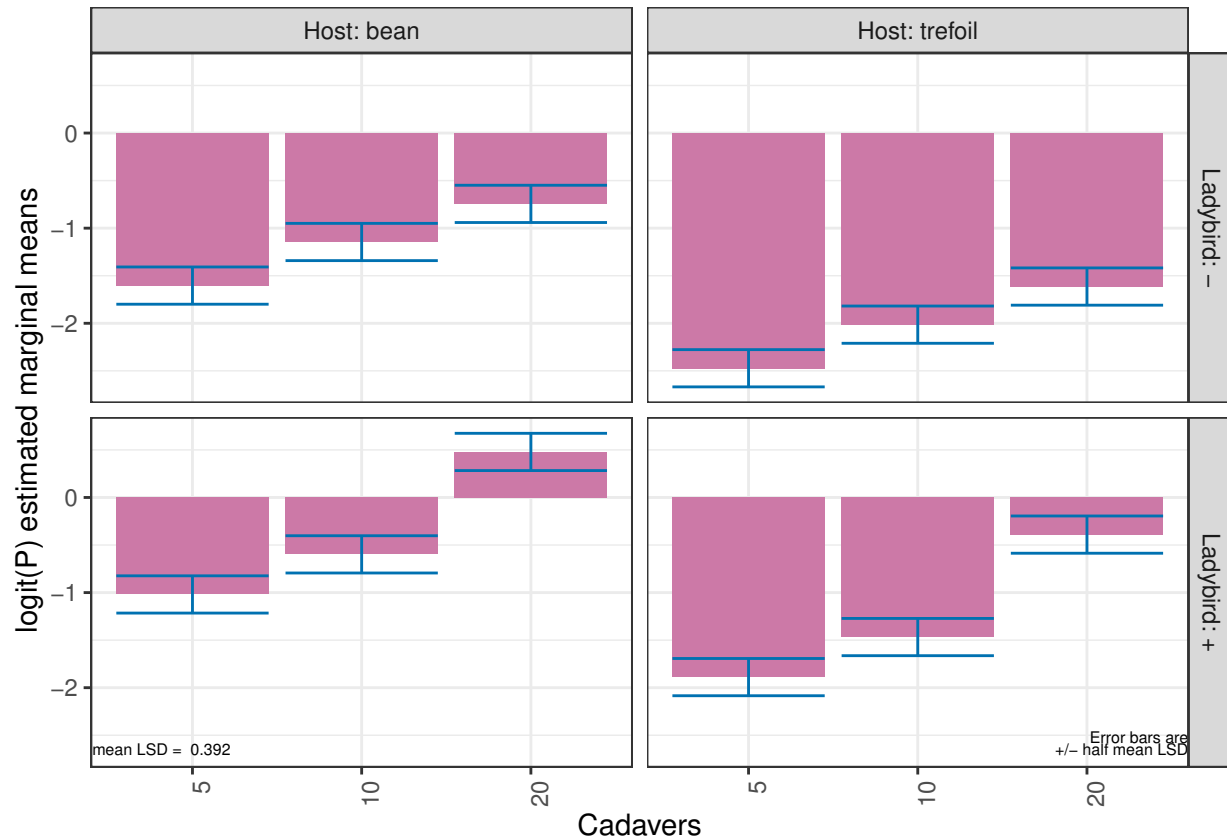 Host: bean
Host: trefoil
logit(P) estimated marginal means
0
−1
−2
Ladybird: −
0
−1
−2
Ladybird: +
mean LSD = 0.392
Error bars are
+/− half mean LSD
5
10
20
5
10
20
Cadavers